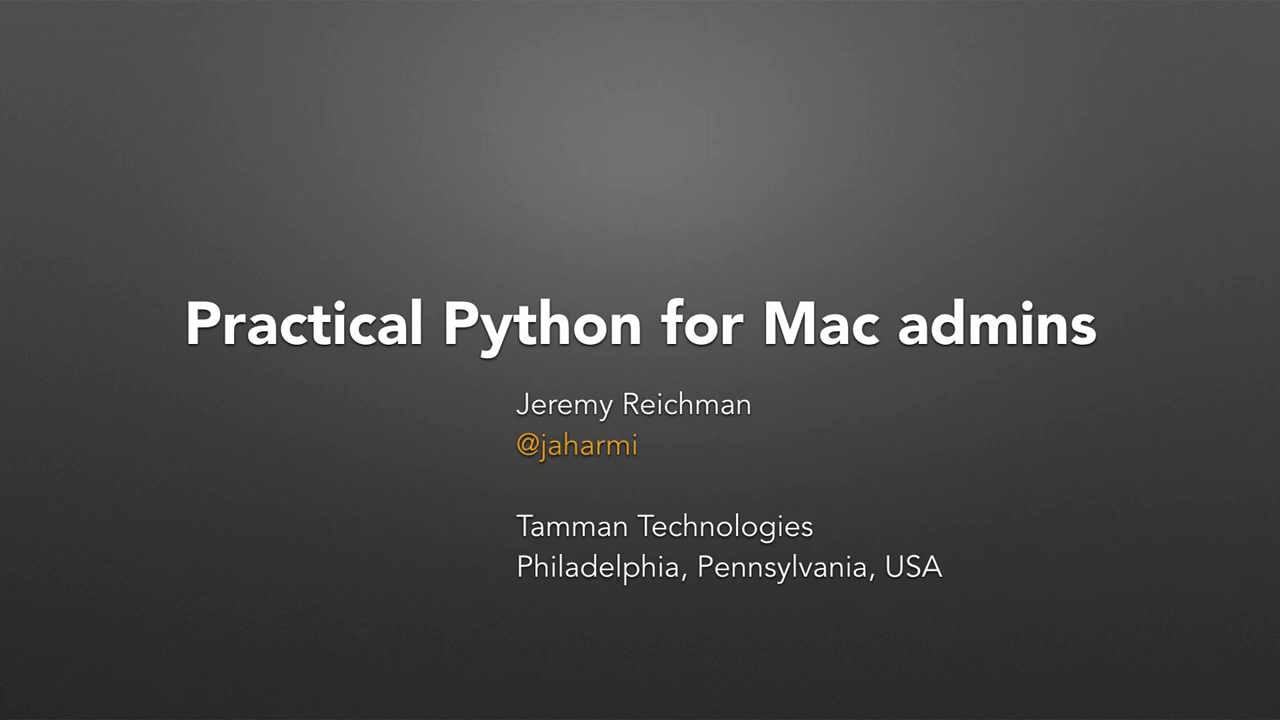 Practical Python for Mac admins
Jeremy Reichman
@jaharmi
Tamman Technologies
Philadelphia, Pennsylvania, USA